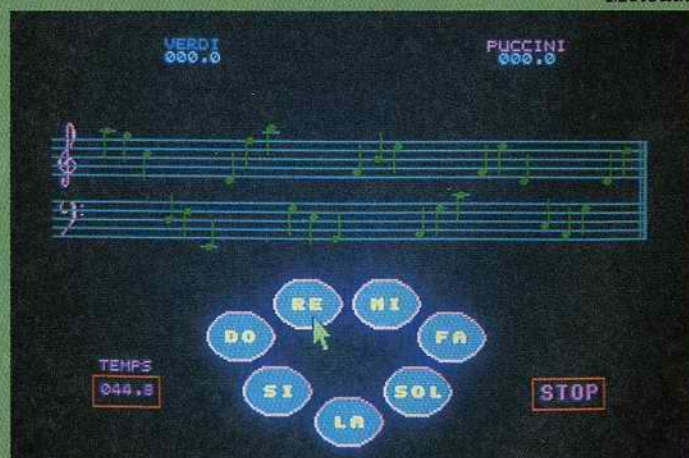 VERDI
000.0
PUCCINI
000.0
RE
MI
DO
FA
TEMPS
044.8
SI
SOL
STOP
LA